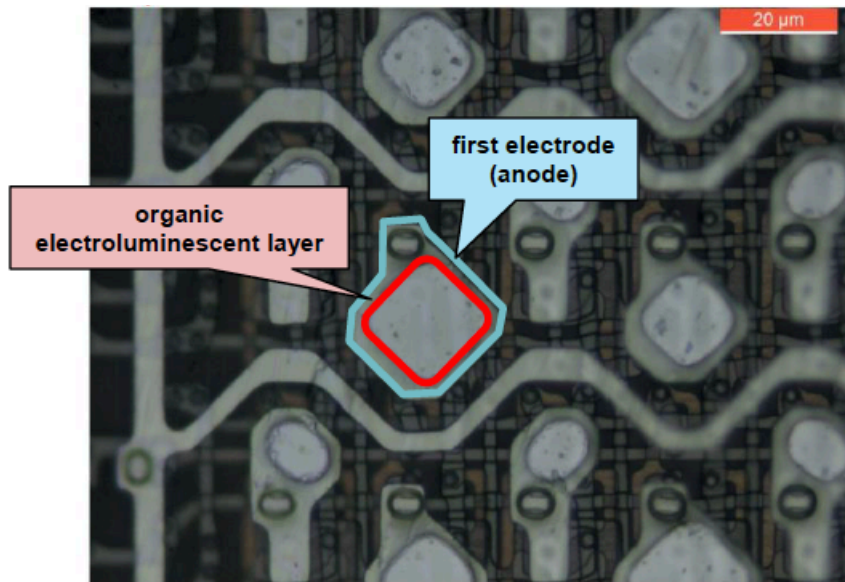 20 µm
first electrode
(anode)
organic
electroluminescent layer